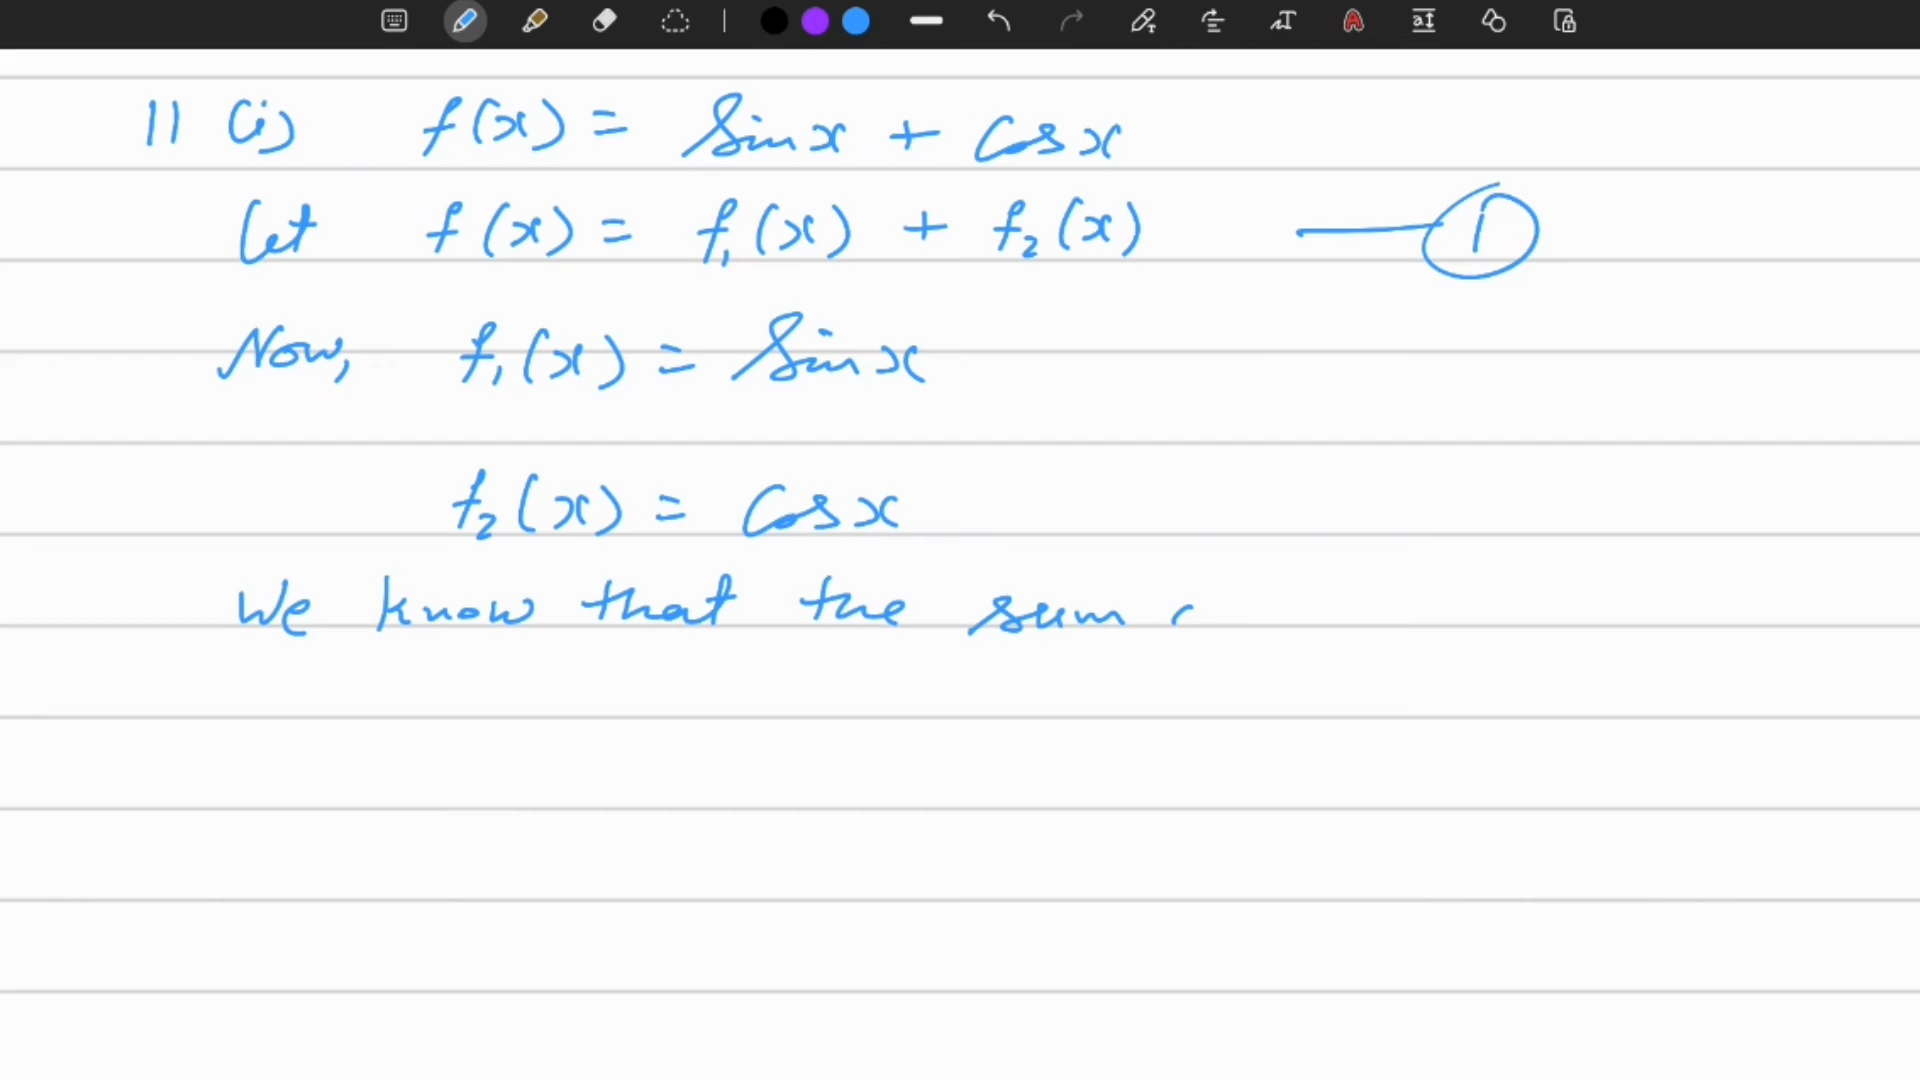 11 (i) f(x) = Sin x + Cos x
Let f(x) = f₁(x) + f₂(x) —— ①
Now, f₁(x) = Sin x
f₂(x) = Cos x
We know that the sum